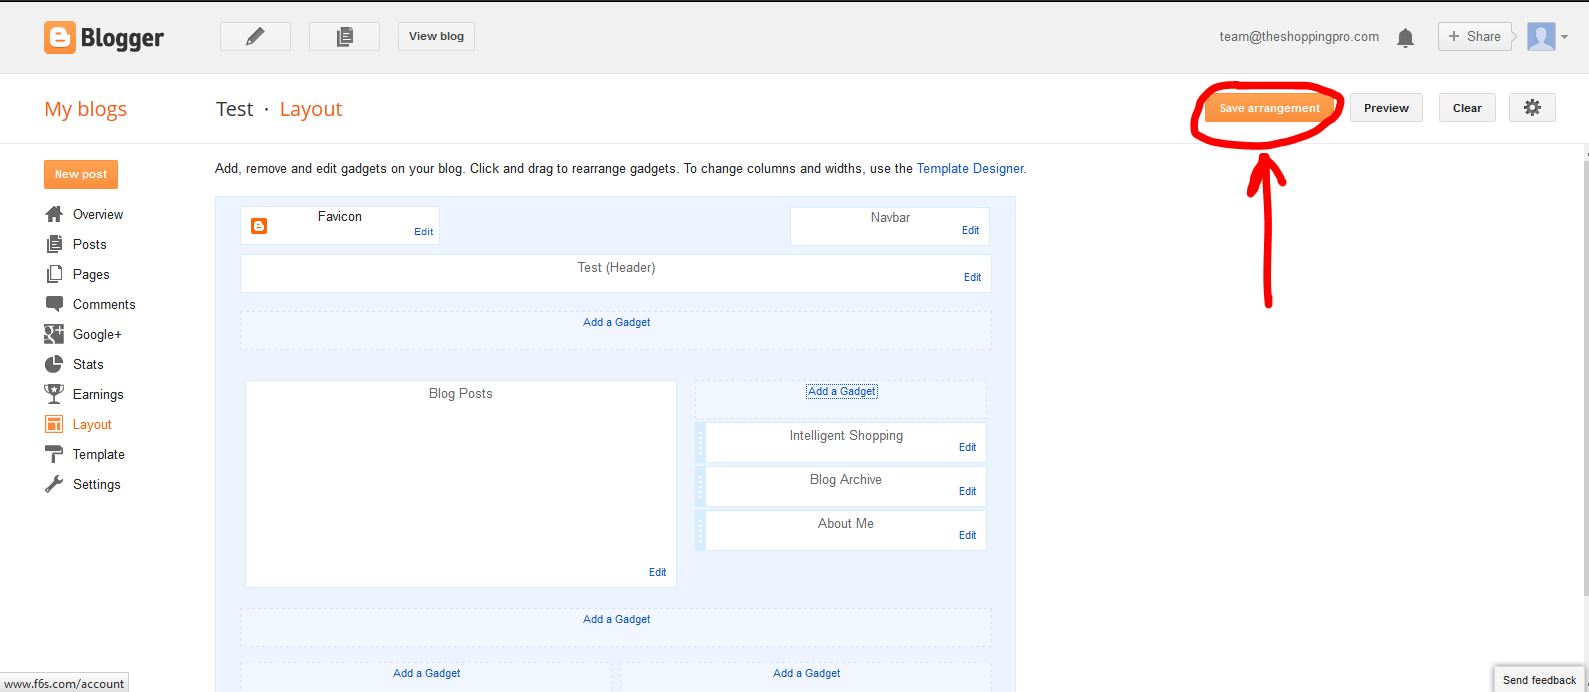 Blogger
View blog
team@theshoppingpro.com
+ Share
My blogs
Test · Layout
Save arrangement
Preview
Clear
New post
Overview
Posts
Pages
Comments
Google+
Stats
Earnings
Layout
Template
Settings
Add, remove and edit gadgets on your blog. Click and drag to rearrange gadgets. To change columns and widths, use the Template Designer.
Favicon
Edit
Navbar
Edit
Test (Header)
Edit
Add a Gadget
Blog Posts
Edit
Add a Gadget
Intelligent Shopping
Edit
Blog Archive
Edit
About Me
Edit
Add a Gadget
Add a Gadget
Add a Gadget
www.f6s.com/account
Send feedback